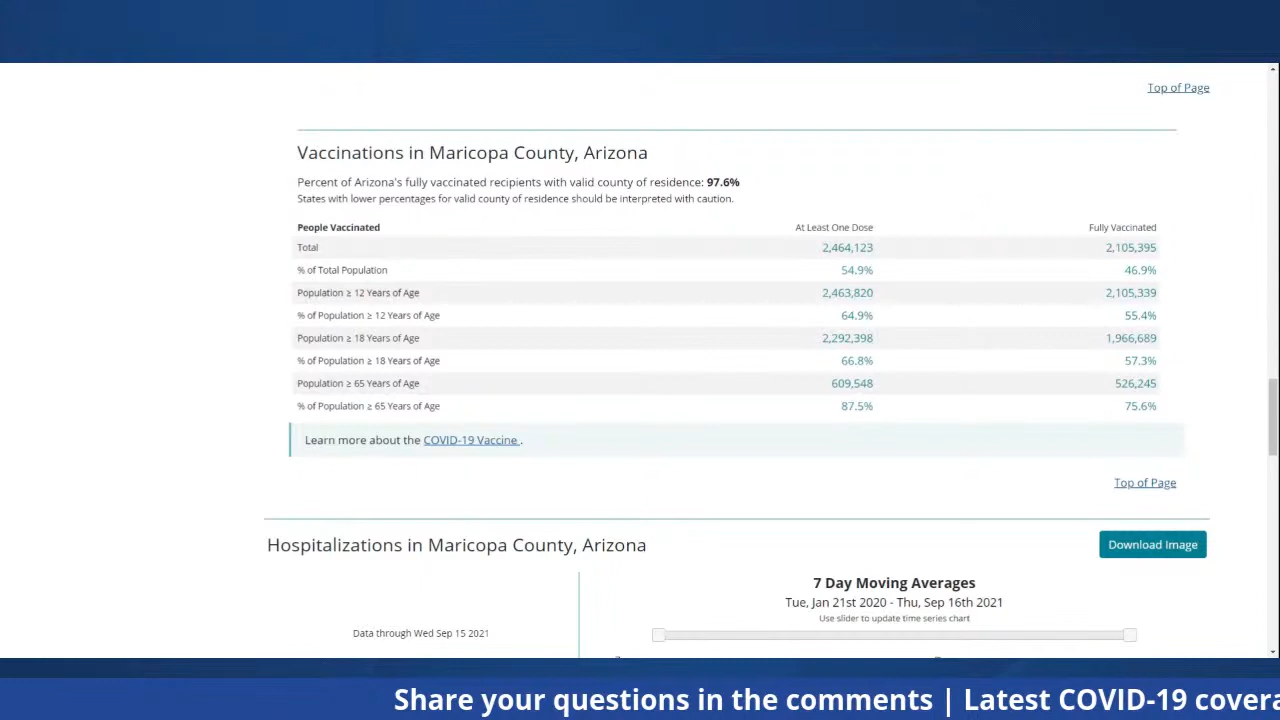 Top of Page
Vaccinations in Maricopa County, Arizona
Percent of Arizona's fully vaccinated recipients with valid county of residence: 97.6%
States with lower percentages for valid county of residence should be interpreted with caution.
People Vaccinated At Least One Dose Fully Vaccinated
Total 2,464,123 2,105,395
% of Total Population 54.9% 46.9%
Population ≥ 12 Years of Age 2,463,820 2,105,339
% of Population ≥ 12 Years of Age 64.9% 55.4%
Population ≥ 18 Years of Age 2,292,398 1,966,689
% of Population ≥ 18 Years of Age 66.8% 57.3%
Population ≥ 65 Years of Age 609,548 526,245
% of Population ≥ 65 Years of Age 87.5% 75.6%
Learn more about the COVID-19 Vaccine .
Top of Page
Hospitalizations in Maricopa County, Arizona
Download Image
7 Day Moving Averages
Tue, Jan 21st 2020 - Thu, Sep 16th 2021
Use slider to update time series chart
Data through Wed Sep 15 2021
Share your questions in the comments | Latest COVID-19 covera